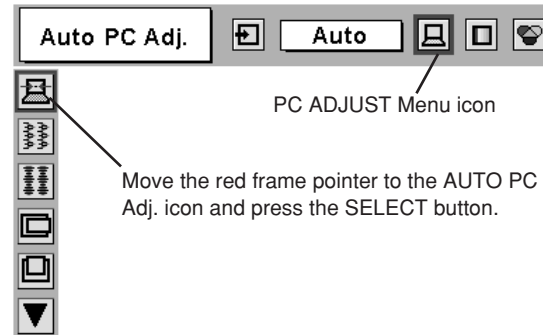 Auto PC Adj.
Auto
PC ADJUST Menu icon
Move the red frame pointer to the AUTO PC
Adj. icon and press the SELECT button.